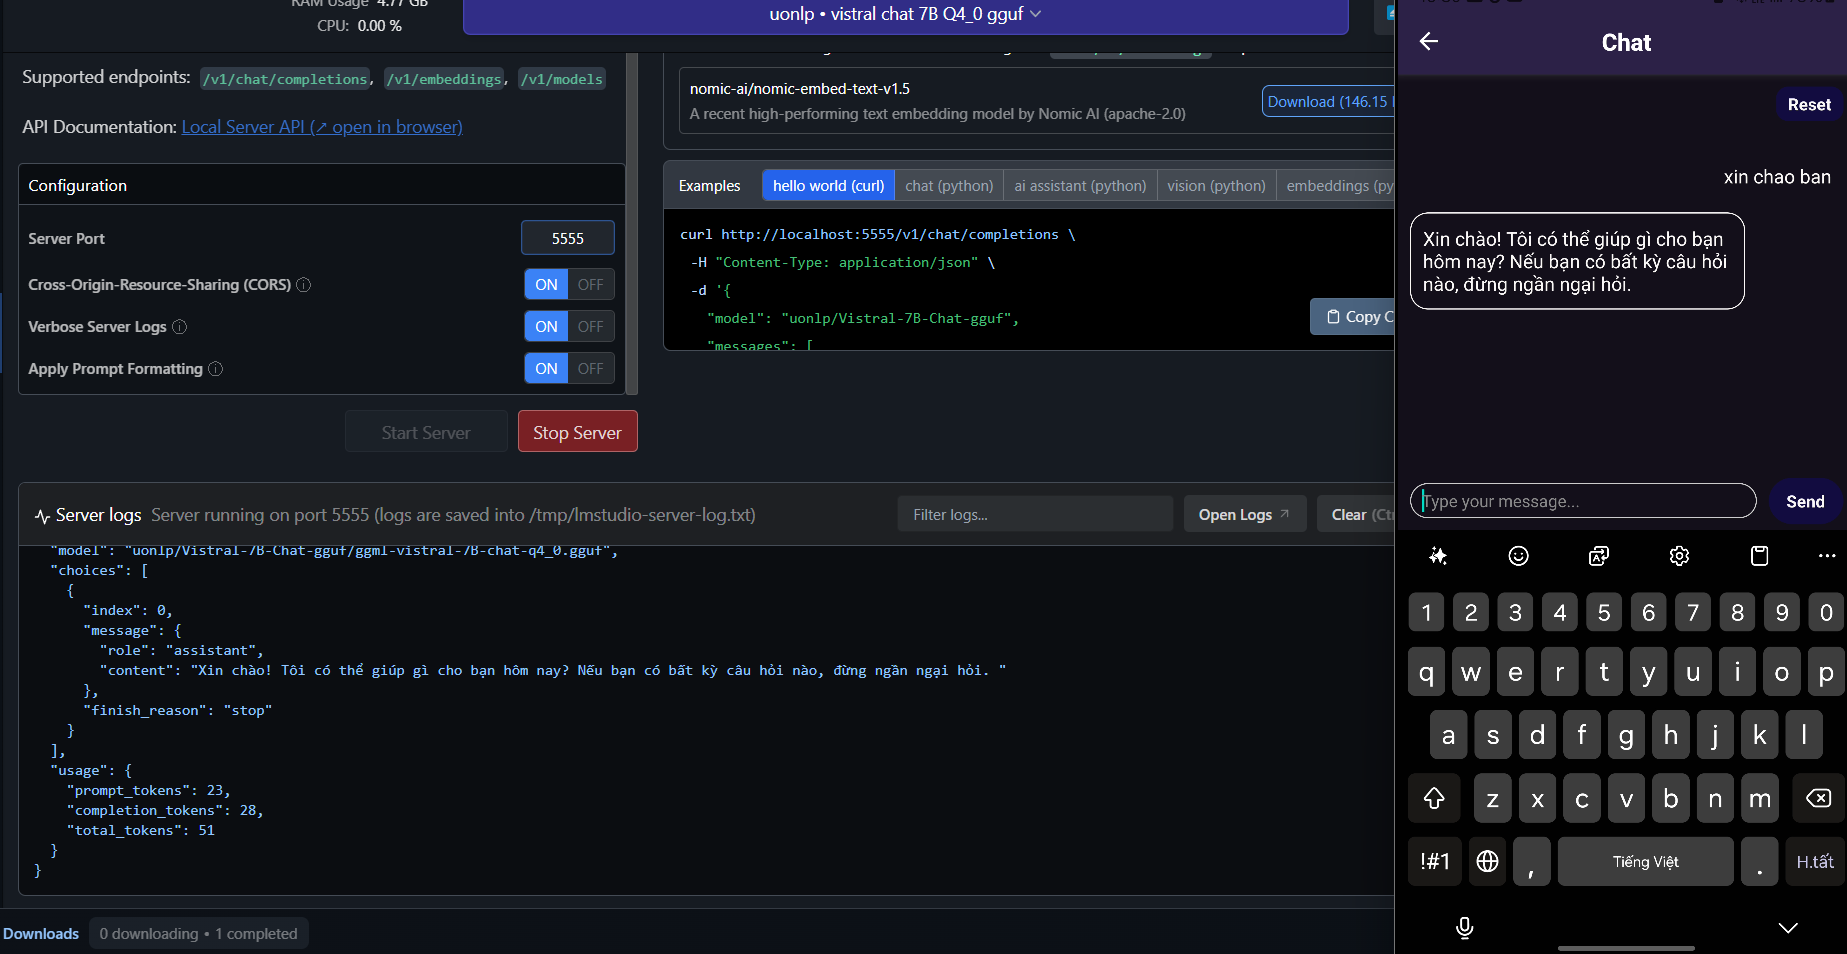 RAM Usage 4.77 GB
CPU: 0.00 %
uonlp • vistral chat 7B Q4_0 gguf
Supported endpoints: /v1/chat/completions, /v1/embeddings, /v1/models
API Documentation: Local Server API (↗ open in browser)
Configuration
Server Port
5555
Cross-Origin-Resource-Sharing (CORS)
ON OFF
Verbose Server Logs
ON OFF
Apply Prompt Formatting
ON OFF
Start Server
Stop Server
nomic-ai/nomic-embed-text-v1.5
A recent high-performing text embedding model by Nomic AI (apache-2.0)
Download (146.15
Examples
hello world (curl)
chat (python)
ai assistant (python)
vision (python)
embeddings (py
curl http://localhost:5555/v1/chat/completions \
-H "Content-Type: application/json" \
-d '{
"model": "uonlp/Vistral-7B-Chat-gguf",
"messages": [
Copy C
Server logs
Server running on port 5555 (logs are saved into /tmp/lmstudio-server-log.txt)
Filter logs...
Open Logs ↗
Clear (Ctr
"model": "uonlp/Vistral-7B-Chat-gguf/ggml-vistral-7B-chat-q4_0.gguf",
"choices": [
{
"index": 0,
"message": {
"role": "assistant",
"content": "Xin chào! Tôi có thể giúp gì cho bạn hôm nay? Nếu bạn có bất kỳ câu hỏi nào, đừng ngần ngại hỏi. "
},
"finish_reason": "stop"
}
],
"usage": {
"prompt_tokens": 23,
"completion_tokens": 28,
"total_tokens": 51
}
}
Downloads
0 downloading • 1 completed
Chat
Reset
xin chao ban
Xin chào! Tôi có thể giúp gì cho bạn
hôm nay? Nếu bạn có bất kỳ câu hỏi
nào, đừng ngần ngại hỏi.
Type your message...
Send
1 2 3 4 5 6 7 8 9 0
q w e r t y u i o p
a s d f g h j k l
z x c v b n m
!#1 , Tiếng Việt . H.tất